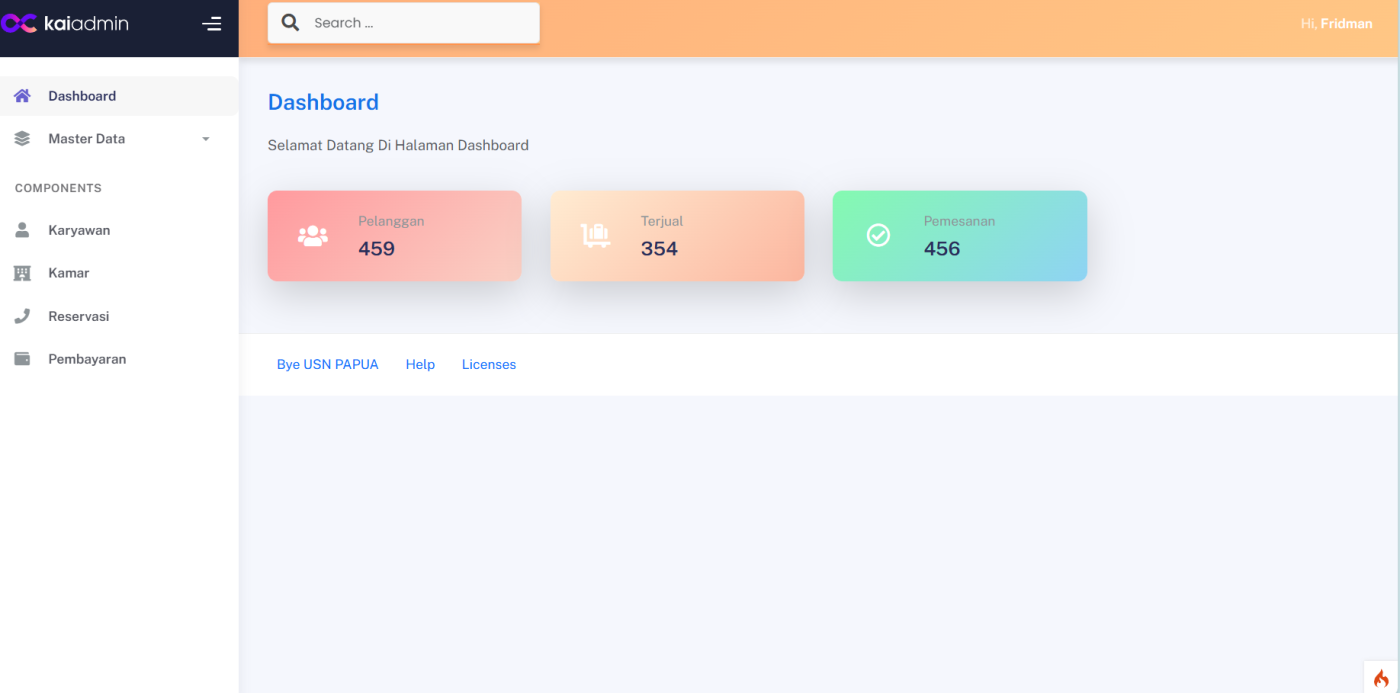 kaiadmin
Search ...
Hi, Fridman
Dashboard
Master Data
COMPONENTS
Karyawan
Kamar
Reservasi
Pembayaran
Dashboard
Selamat Datang Di Halaman Dashboard
Pelanggan
459
Terjual
354
Pemesanan
456
Bye USN PAPUA Help Licenses